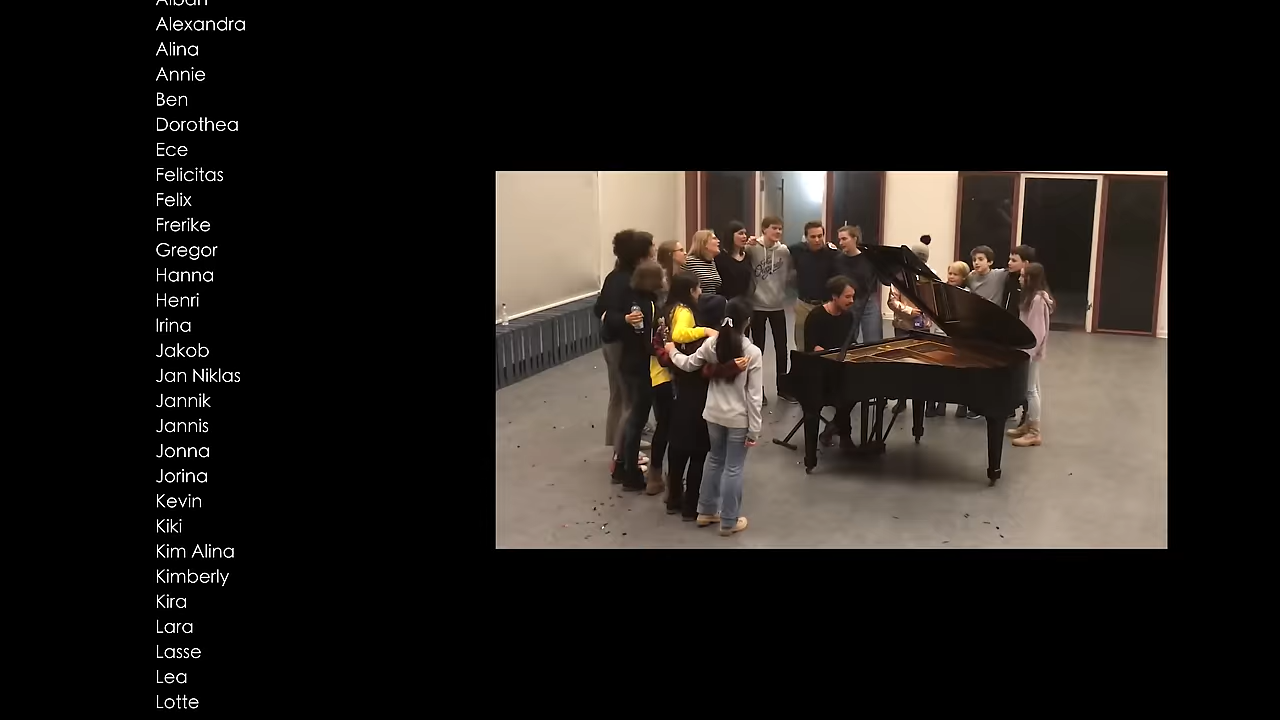 Alban
Alexandra
Alina
Annie
Ben
Dorothea
Ece
Felicitas
Felix
Frerike
Gregor
Hanna
Henri
Irina
Jakob
Jan Niklas
Jannik
Jannis
Jonna
Jorina
Kevin
Kiki
Kim Alina
Kimberly
Kira
Lara
Lasse
Lea
Lotte